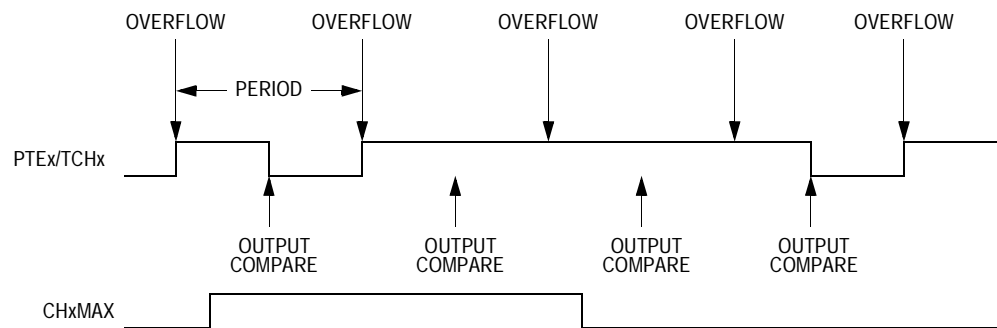 OVERFLOW OVERFLOW OVERFLOW OVERFLOW OVERFLOW
PERIOD
PTEx/TCHx
OUTPUT COMPARE
OUTPUT COMPARE
OUTPUT COMPARE
OUTPUT COMPARE
CHxMAX